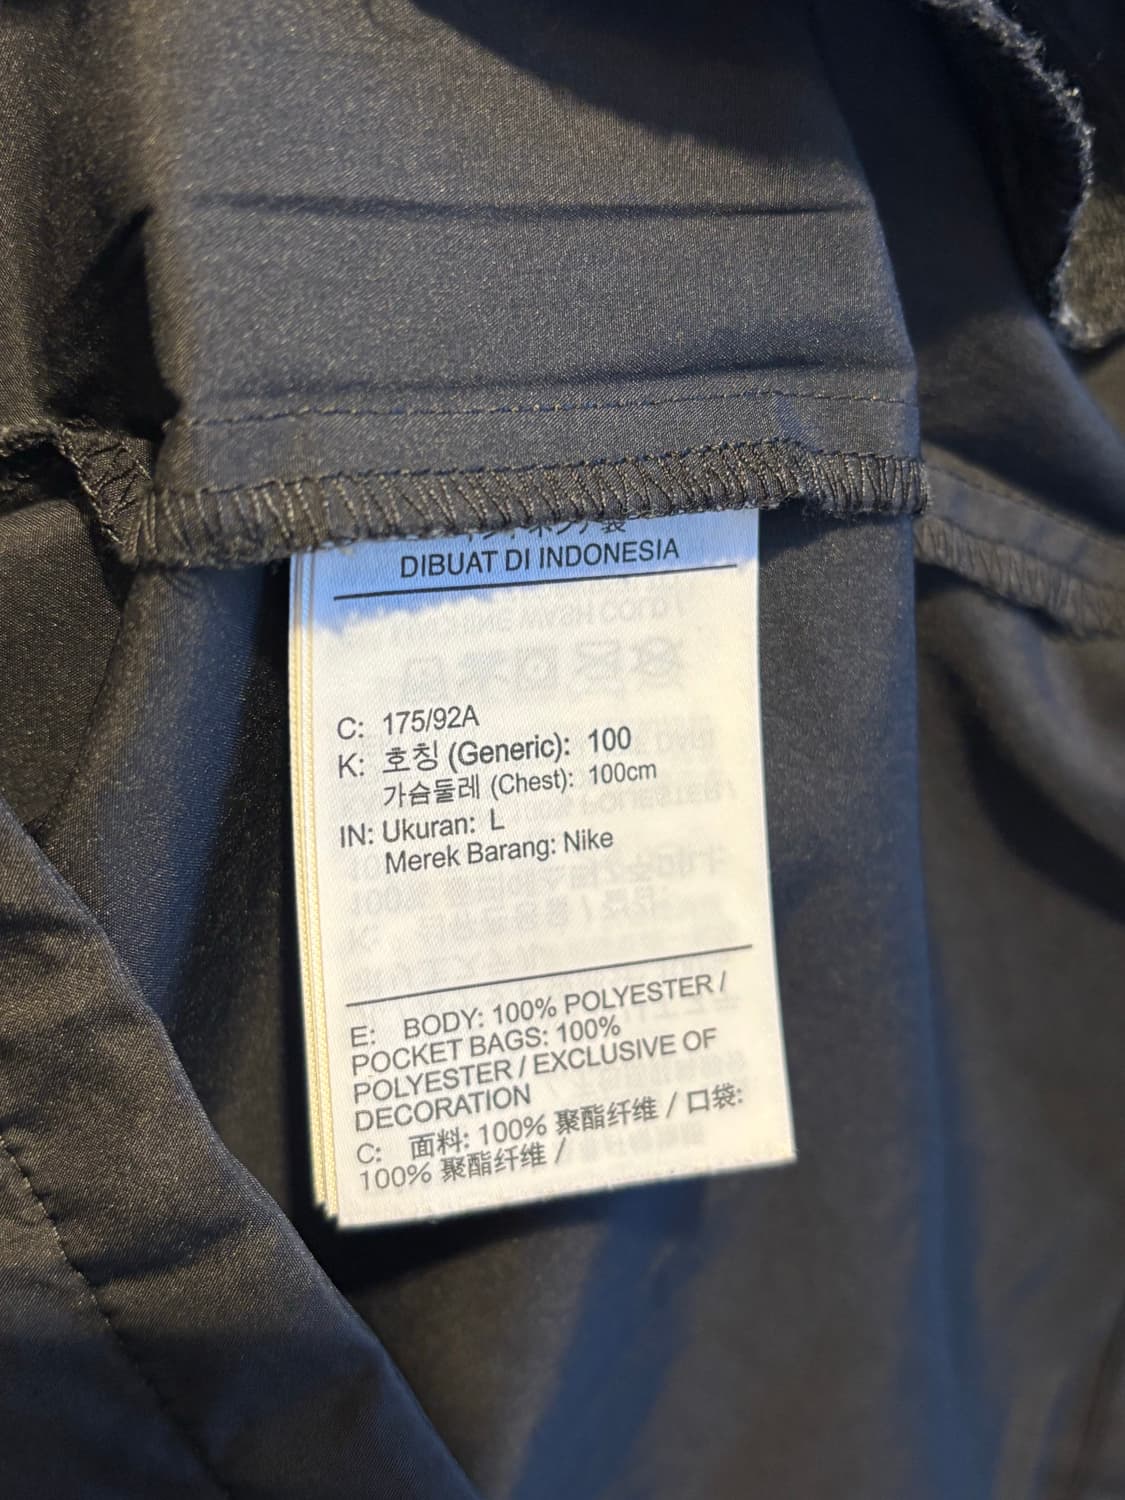 DIBUAT DI INDONESIA
C: 175/92A
K: 호칭 (Generic): 100
가슴둘레 (Chest): 100cm
IN: Ukuran: L
Merek Barang: Nike
E: BODY: 100% POLYESTER /
POCKET BAGS: 100%
POLYESTER / EXCLUSIVE OF
DECORATION
C: 面料: 100% 聚酯纤维 / 口袋:
100% 聚酯纤维 /